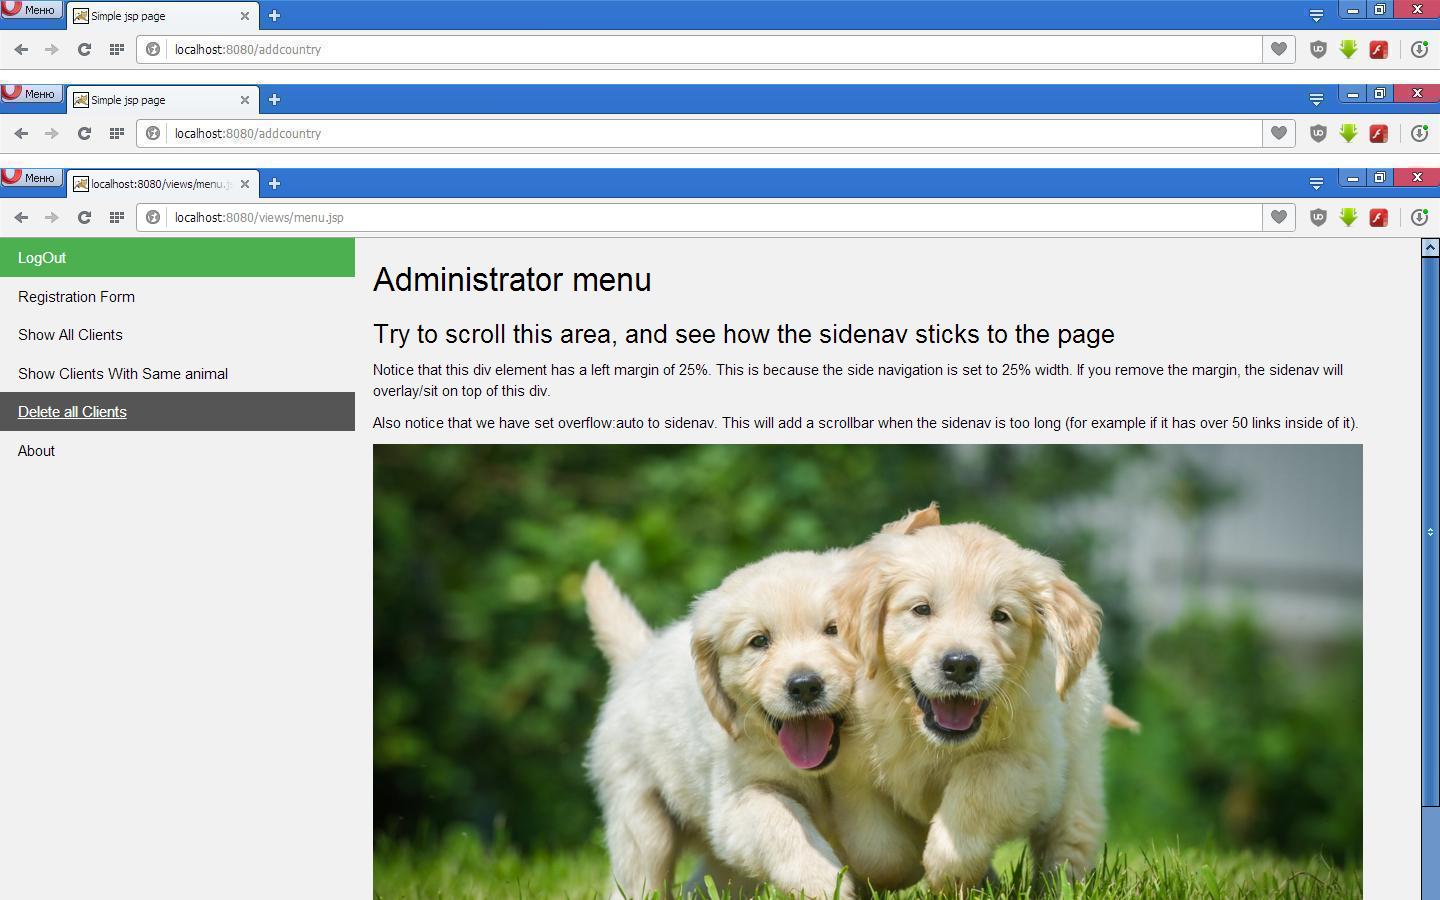 Меню
Simple jsp page
localhost:8080/addcountry
Меню
Simple jsp page
localhost:8080/addcountry
Меню
localhost:8080/views/menu.j
localhost:8080/views/menu.jsp
LogOut
Registration Form
Show All Clients
Show Clients With Same animal
Delete all Clients
About
Administrator menu
Try to scroll this area, and see how the sidenav sticks to the page
Notice that this div element has a left margin of 25%. This is because the side navigation is set to 25% width. If you remove the margin, the sidenav will
overlay/sit on top of this div.
Also notice that we have set overflow:auto to sidenav. This will add a scrollbar when the sidenav is too long (for example if it has over 50 links inside of it).